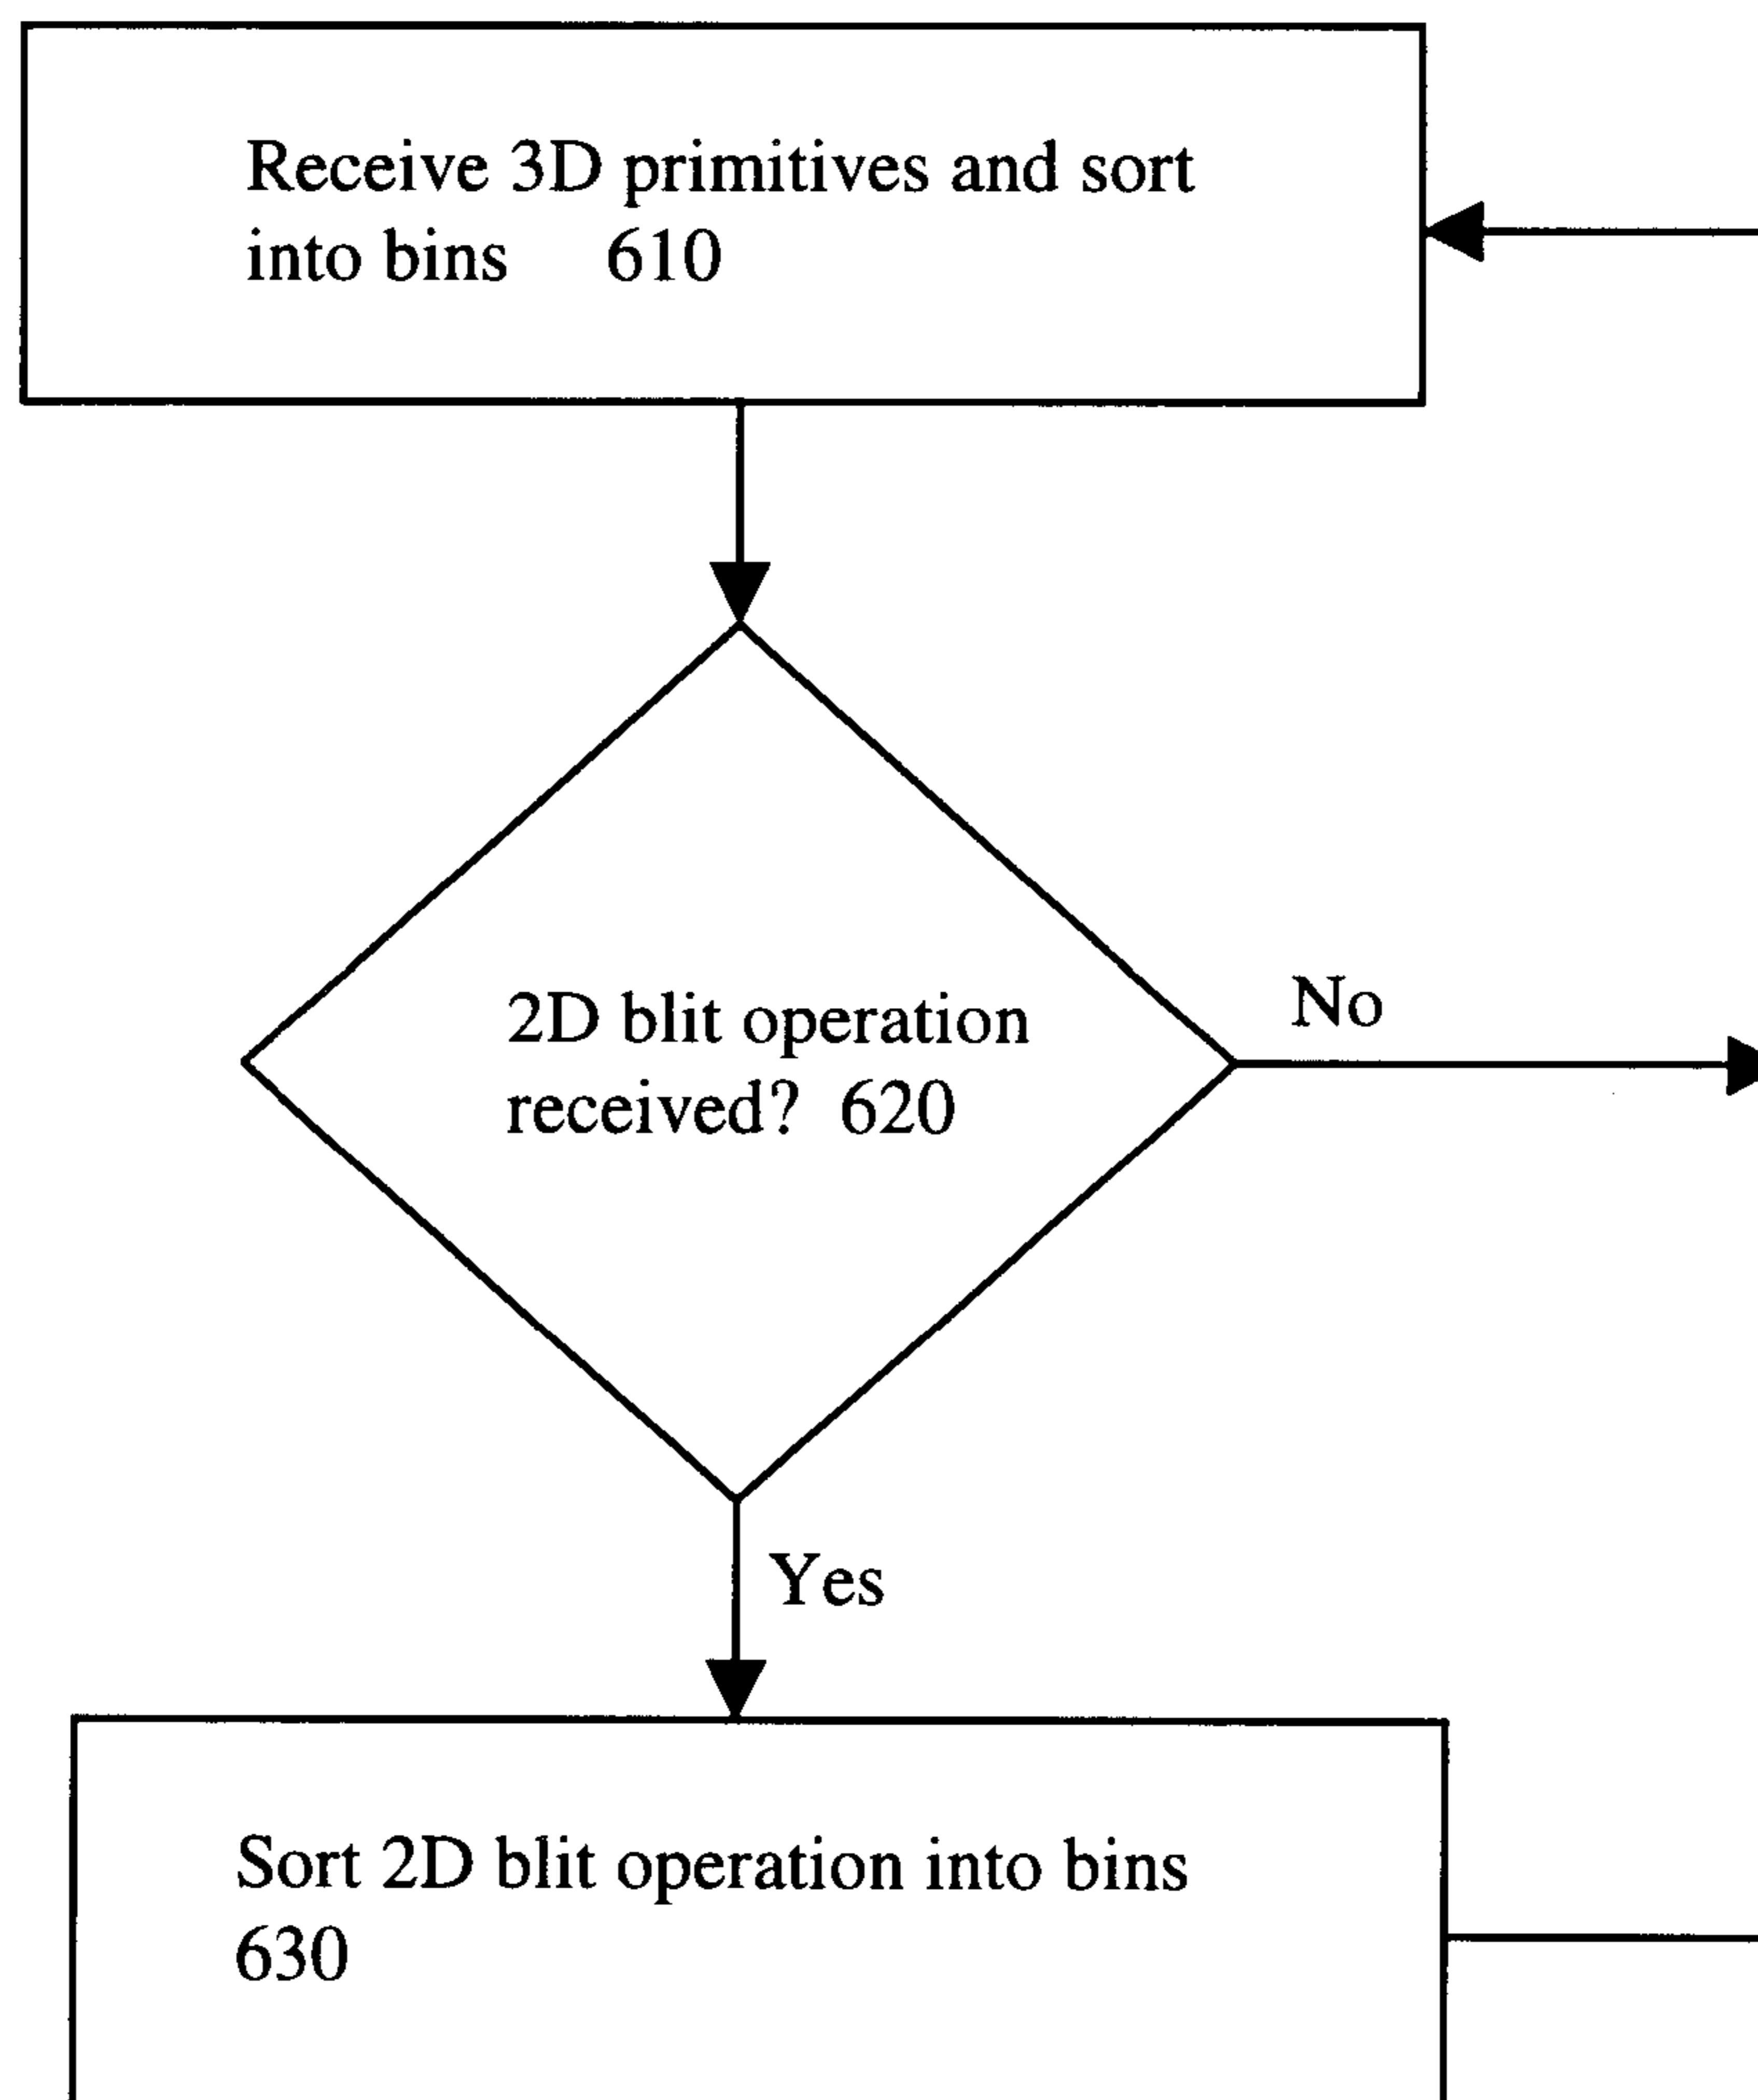 Receive 3D primitives and sort
into bins 610
2D blit operation
received? 620
No
Yes
Sort 2D blit operation into bins
630